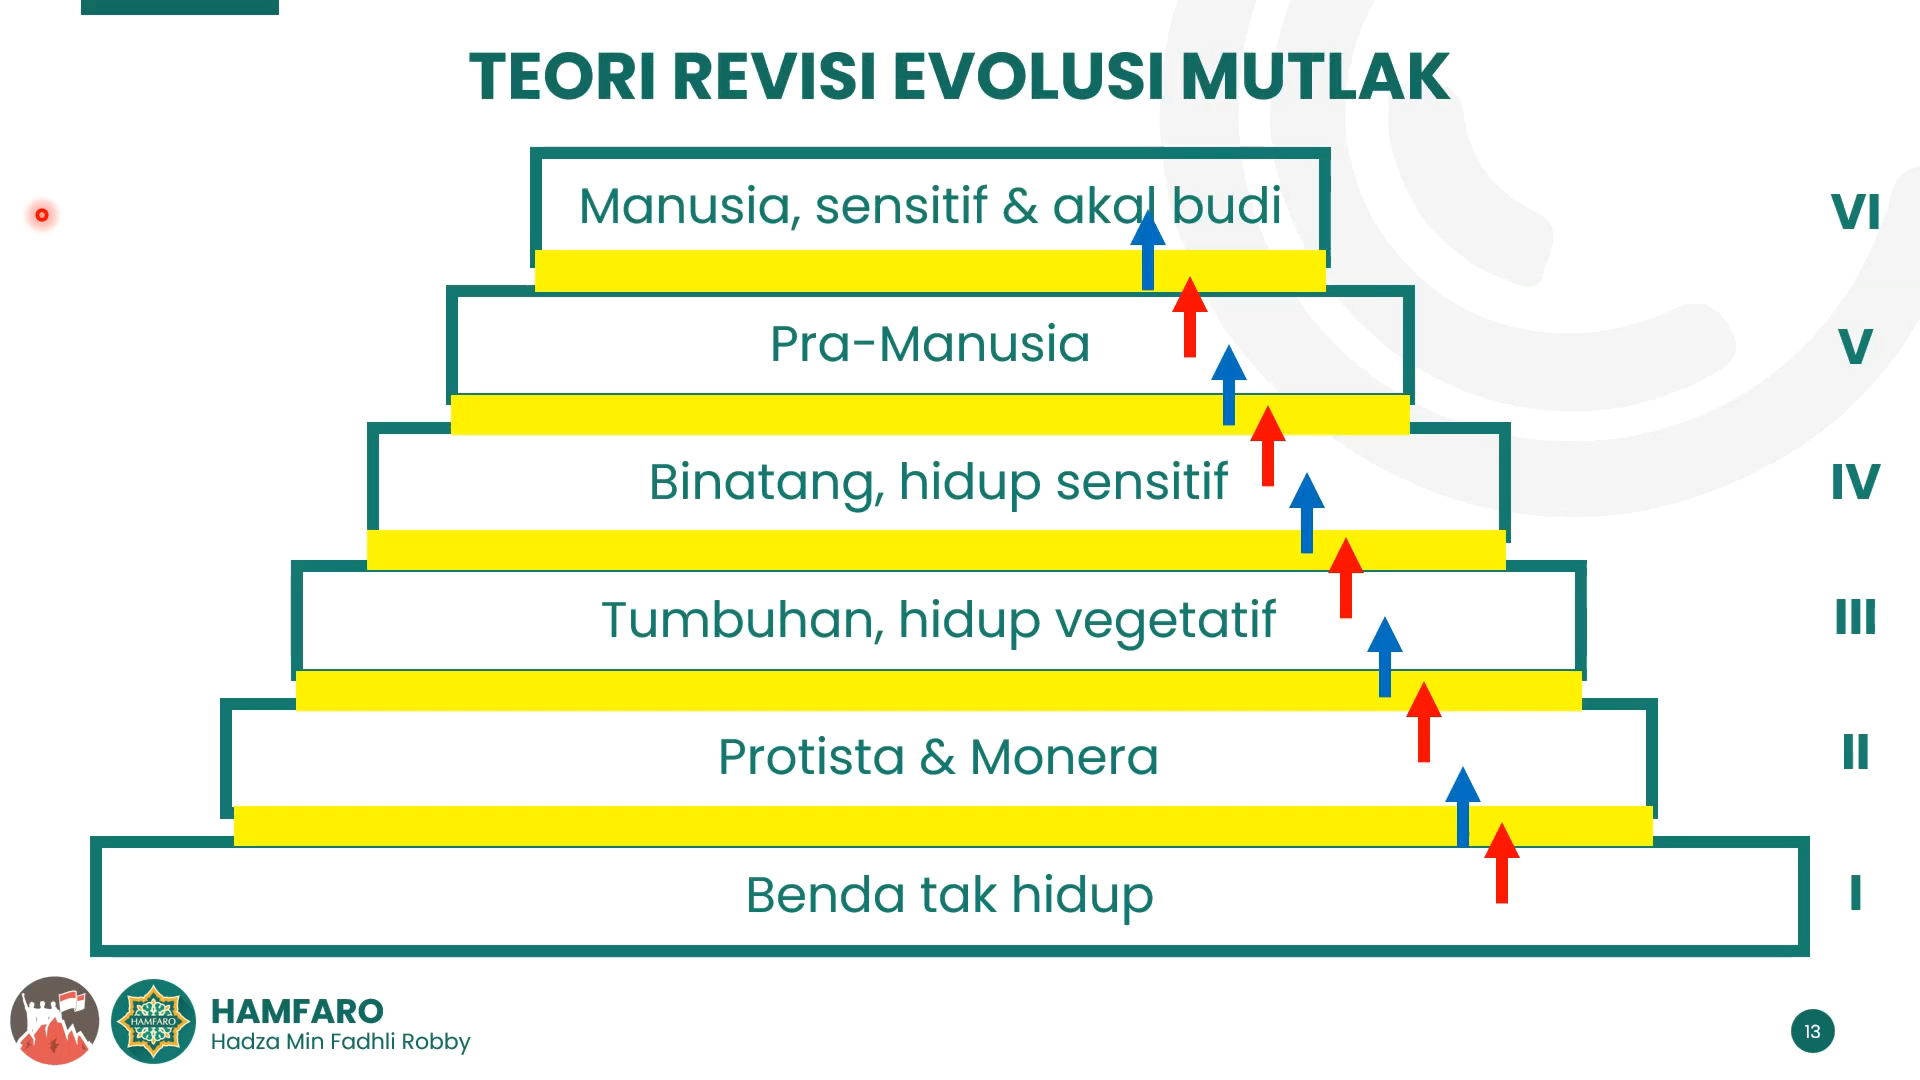 TEORI REVISI EVOLUSI MUTLAK
Manusia, sensitif & akal budi
VI
Pra-Manusia
V
Binatang, hidup sensitif
IV
Tumbuhan, hidup vegetatif
III
Protista & Monera
II
Benda tak hidup
I
HAMFARO
HAMFARO
Hadza Min Fadhli Robby
13